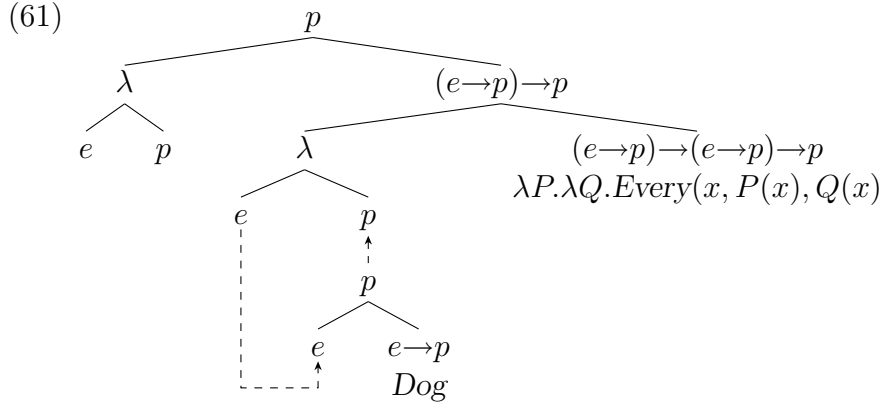 (61)
p
λ (e→p)→p
e p λ (e→p)→(e→p)→p
λP.λQ.Every(x, P(x), Q(x)
e p
p
e e→p
Dog